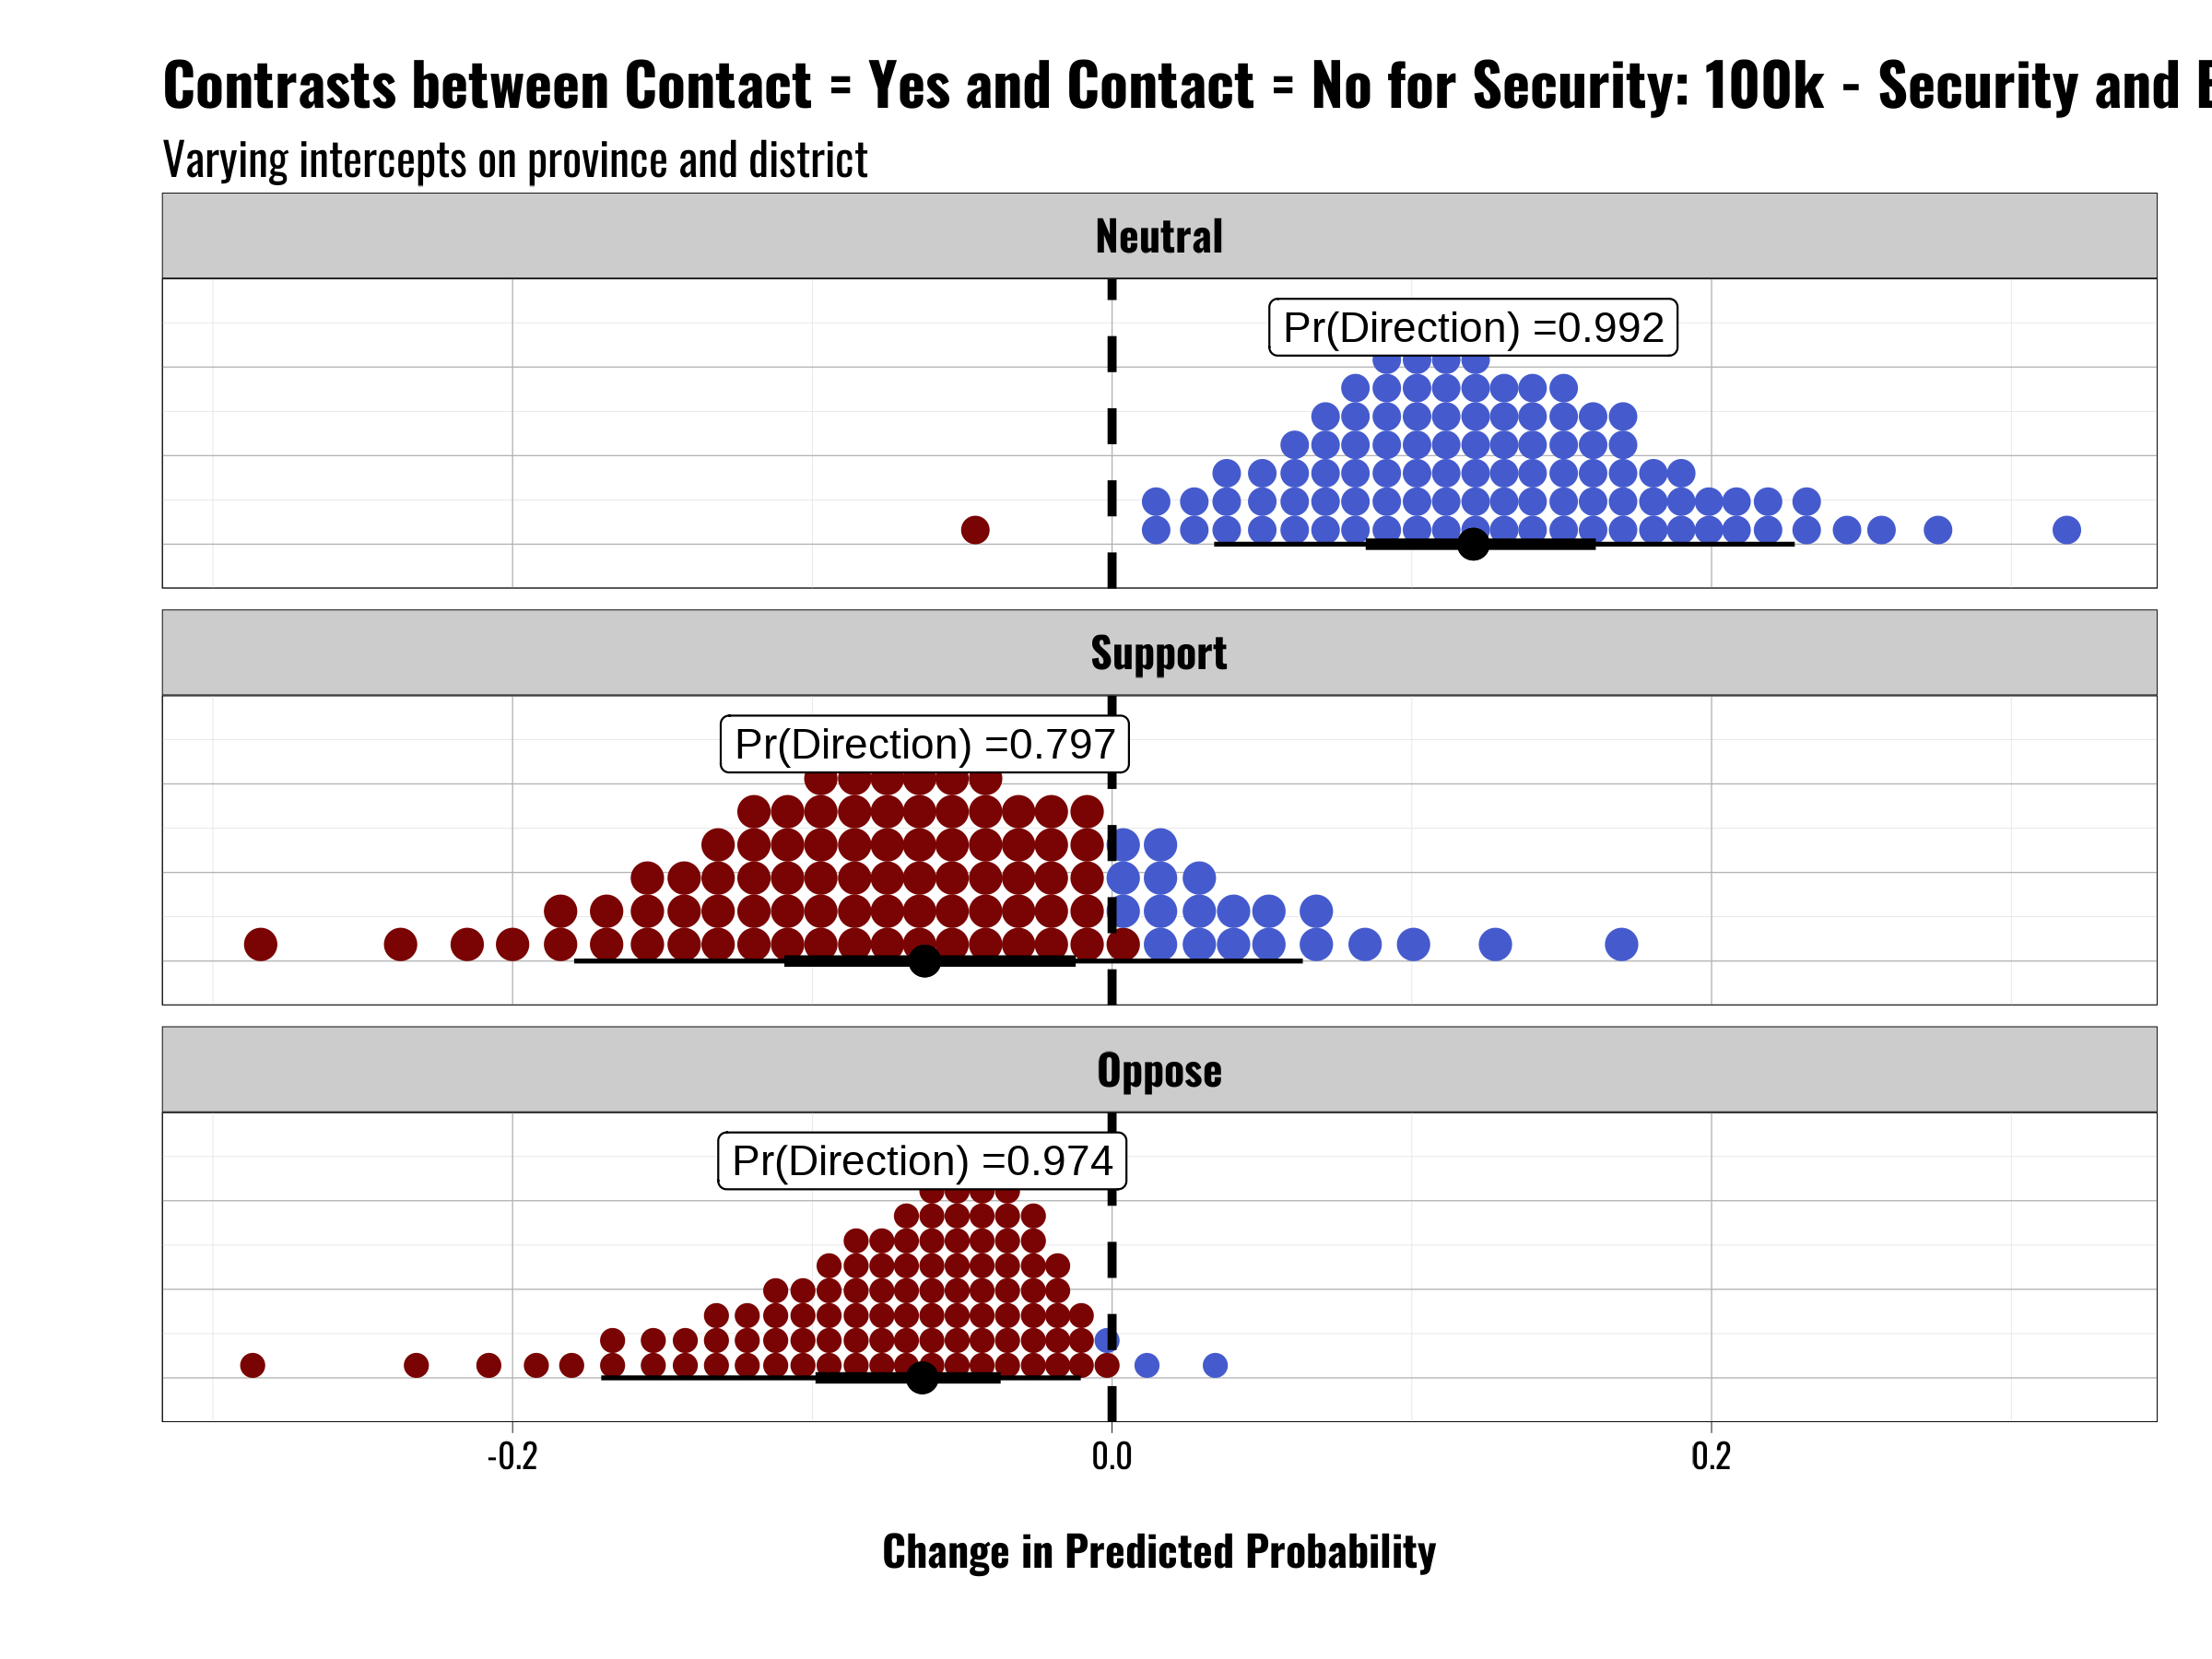 Contrasts between Contact = Yes and Contact = No for Security: 100k - Security and
Varying intercepts on province and district
Neutral
Pr(Direction) =0.992
Support
Pr(Direction) =0.797
Oppose
Pr(Direction) =0.974
-0.2 0.0 0.2
Change in Predicted Probability